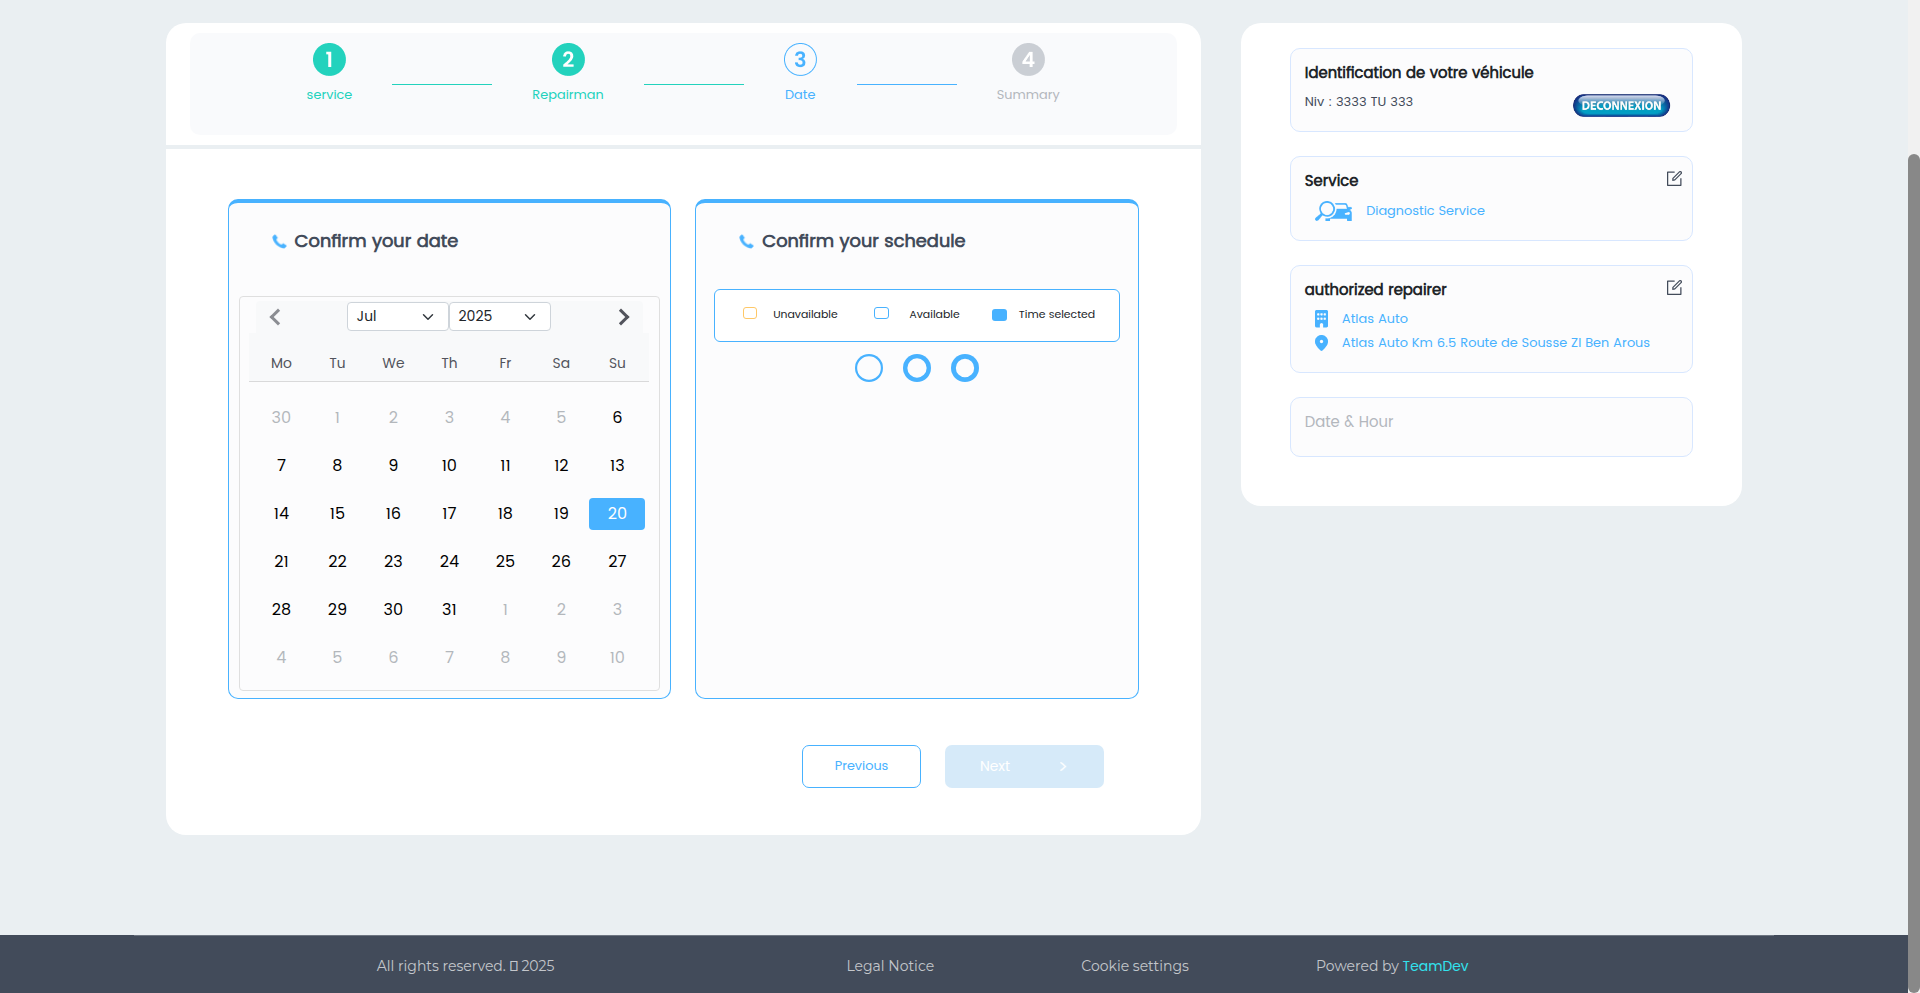 1
service
2
Repairman
3
Date
4
Summary
Confirm your date
Jul
2025
Mo Tu We Th Fr Sa Su
30 1 2 3 4 5 6
7 8 9 10 11 12 13
14 15 16 17 18 19 20
21 22 23 24 25 26 27
28 29 30 31 1 2 3
4 5 6 7 8 9 10
Confirm your schedule
Unavailable
Available
Time selected
Previous
Next
Identification de votre véhicule
Niv : 3333 TU 333
DECONNEXION
Service
Diagnostic Service
authorized repairer
Atlas Auto
Atlas Auto Km 6.5 Route de Sousse ZI Ben Arous
Date & Hour
All rights reserved. 2025
Legal Notice
Cookie settings
Powered by TeamDev